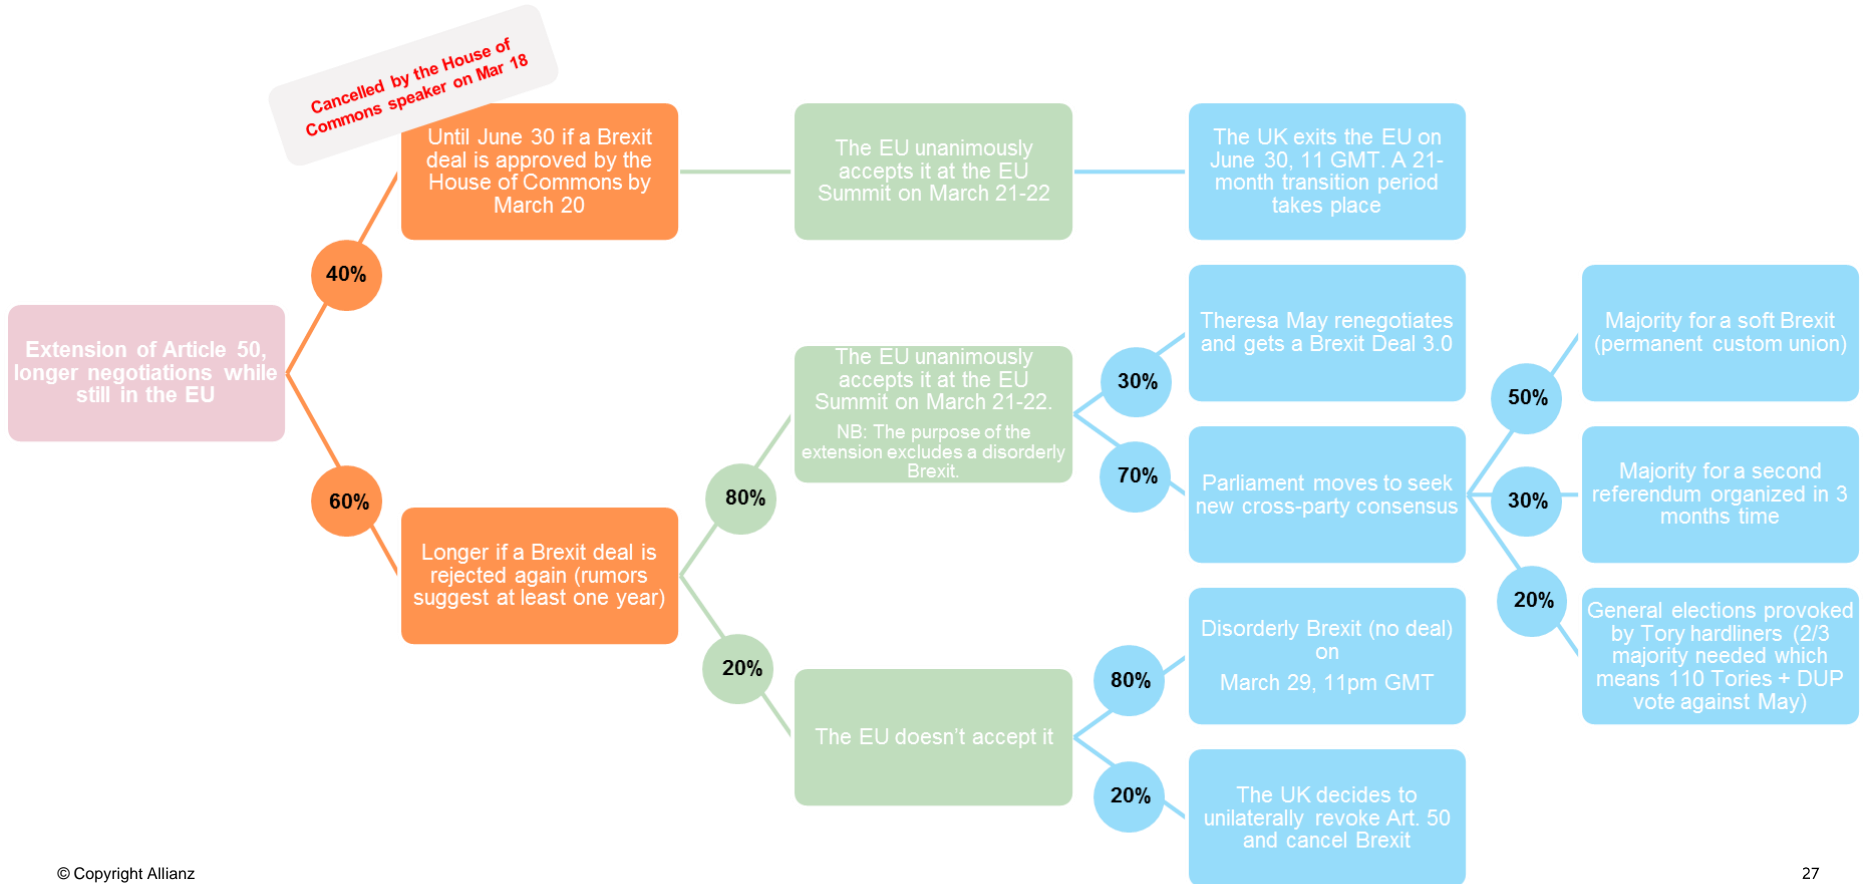 Cancelled by the House of
Commons speaker on Mar 18
Until June 30 if a Brexit
deal is approved by the
House of Commons by
March 20
The EU unanimously
accepts it at the EU
Summit on March 21-22
The UK exits the EU on
June 30, 11 GMT. A 21-
month transition period
takes place
40%
Extension of Article 50,
longer negotiations while
still in the EU
60%
Longer if a Brexit deal is
rejected again (rumors
suggest at least one year)
80%
The EU unanimously
accepts it at the EU
Summit on March 21-22.
NB: The purpose of the
extension excludes a disorderly
Brexit.
30%
Theresa May renegotiates
and gets a Brexit Deal 3.0
70%
Parliament moves to seek
new cross-party consensus
50%
Majority for a soft Brexit
(permanent custom union)
30%
Majority for a second
referendum organized in 3
months time
20%
General elections provoked
by Tory hardliners (2/3
majority needed which
means 110 Tories + DUP
vote against May)
20%
The EU doesn't accept it
80%
Disorderly Brexit (no deal)
on
March 29, 11pm GMT
20%
The UK decides to
unilaterally revoke Art. 50
and cancel Brexit
© Copyright Allianz
27